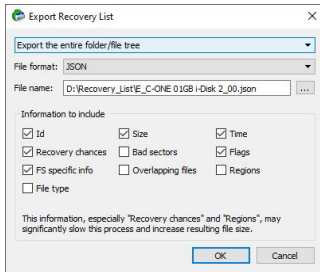 Export Recovery List
Export the entire folder/file tree
File format: JSON
File name: D:\Recovery_List\E_C-ONE 01GB i-Disk 2_00.json ...
Information to include
Id Size Time
Recovery chances Bad sectors Flags
FS specific info Overlapping files Regions
File type
This information, especially "Recovery chances" and "Regions", may
significantly slow this process and increase resulting file size.
OK Cancel